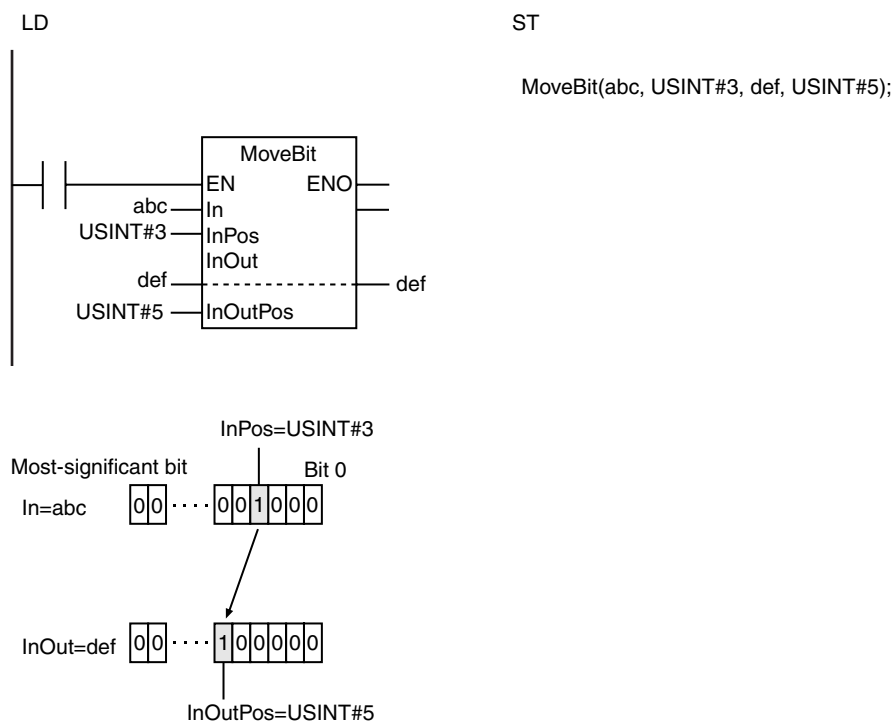 LD
ST
MoveBit(abc, USINT#3, def, USINT#5);
MoveBit
EN ENO
abc In
USINT#3 InPos
InOut
def def
USINT#5 InOutPos
InPos=USINT#3
Most-significant bit Bit 0
In=abc 0 0 ···· 0 0 1 0 0 0
InOut=def 0 0 ···· 1 0 0 0 0 0
InOutPos=USINT#5